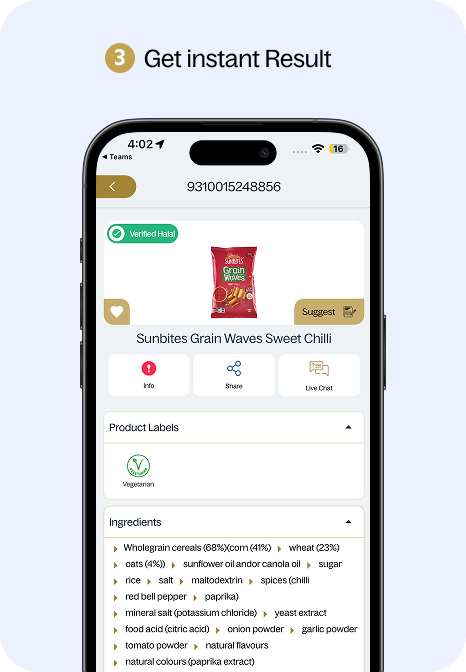 3 Get instant Result
4:02
16
Teams
9310015248856
Verified Halal
SUNBITES
Grain
Waves
Suggest
Sunbites Grain Waves Sweet Chilli
Info
Share
Live Chat
Product Labels
Vegetarian
Ingredients
Wholegrain cereals (68%)(corn (41%) wheat (23%)
oats (4%)) sunflower oil andor canola oil sugar
rice salt maltodextrin spices (chilli
red bell pepper paprika)
mineral salt (potassium chloride) yeast extract
food acid (citric acid) onion powder garlic powder
tomato powder natural flavours
natural colours (paprika extract)